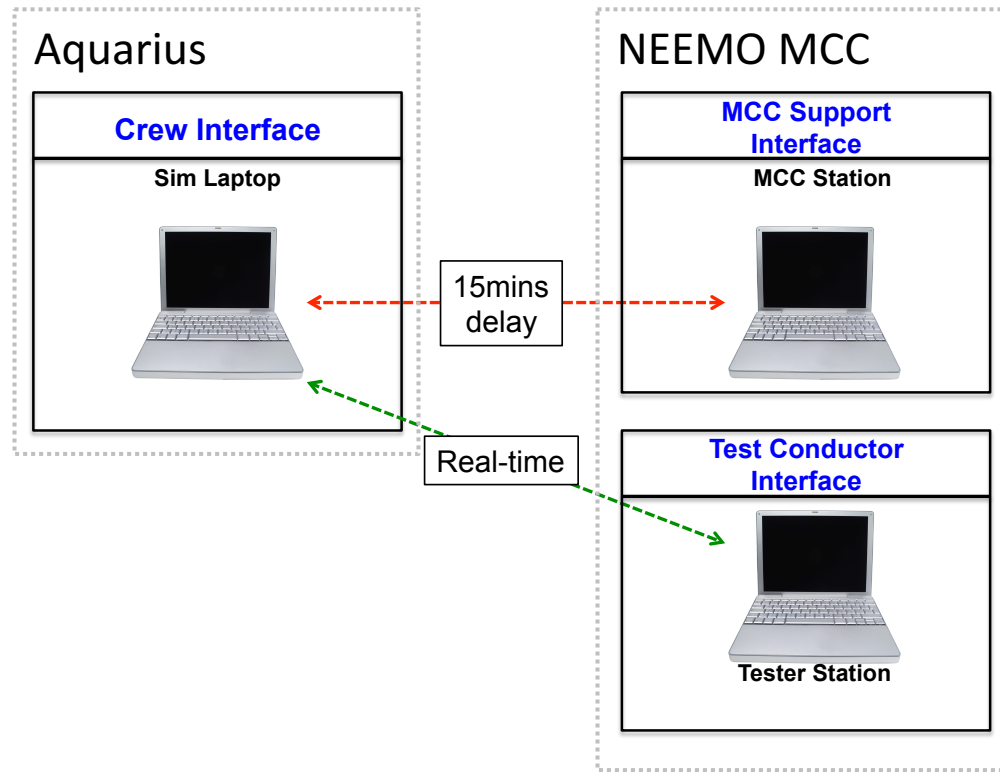 Aquarius
Crew Interface
Sim Laptop
15mins
delay
Real-time
NEEMO MCC
MCC Support
Interface
MCC Station
Test Conductor
Interface
Tester Station